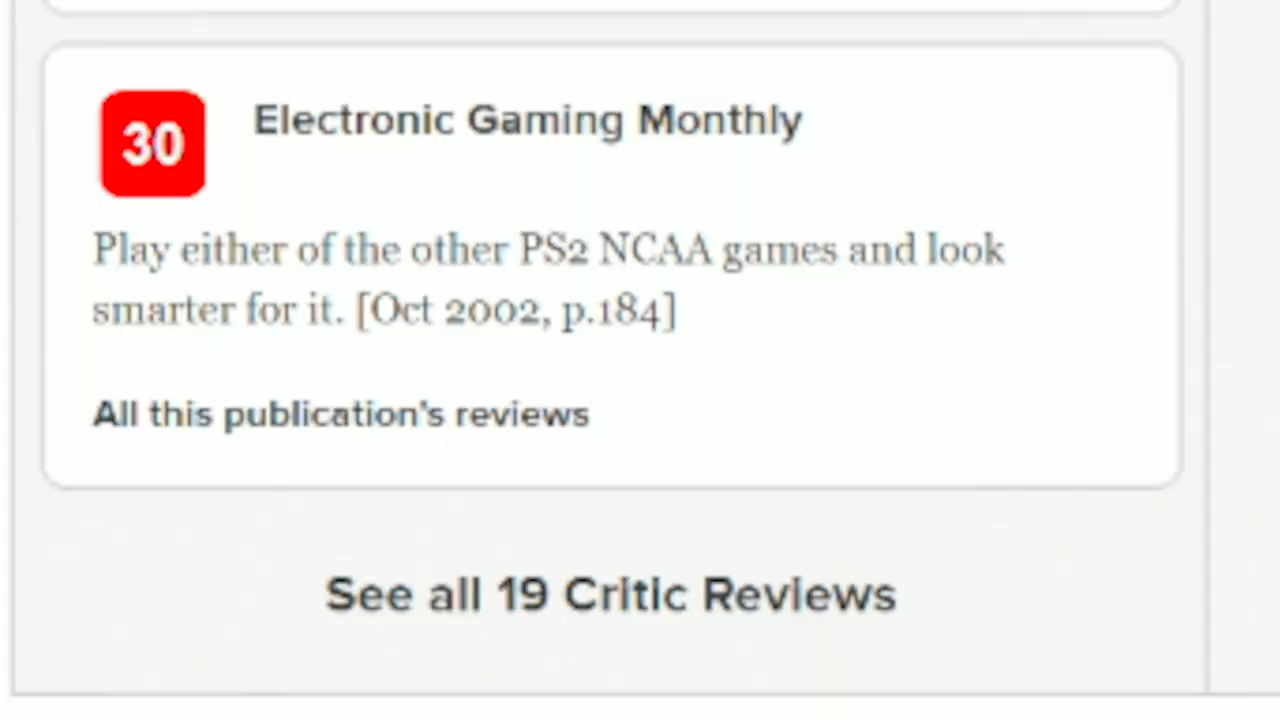 30
Electronic Gaming Monthly
Play either of the other PS2 NCAA games and look
smarter for it. [Oct 2002, p.184]
All this publication's reviews
See all 19 Critic Reviews